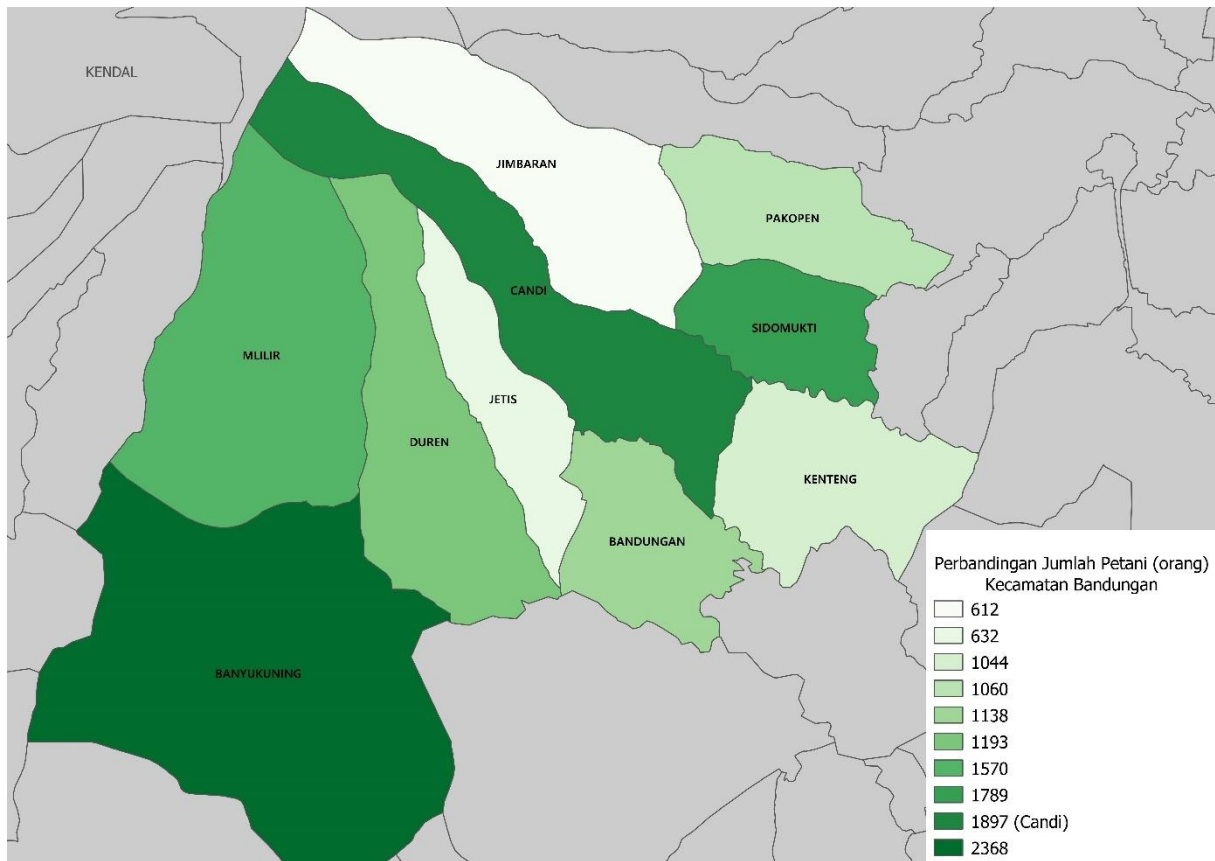 KENDAL
JIMBARAN
PAKOPEN
CANDI
SIDOMUKTI
MLILIR
JETIS
DUREN
KENTENG
BANDUNGAN
BANYUKUNING
Perbandingan Jumlah Petani (orang)
Kecamatan Bandungan
612
632
1044
1060
1138
1193
1570
1789
1897 (Candi)
2368